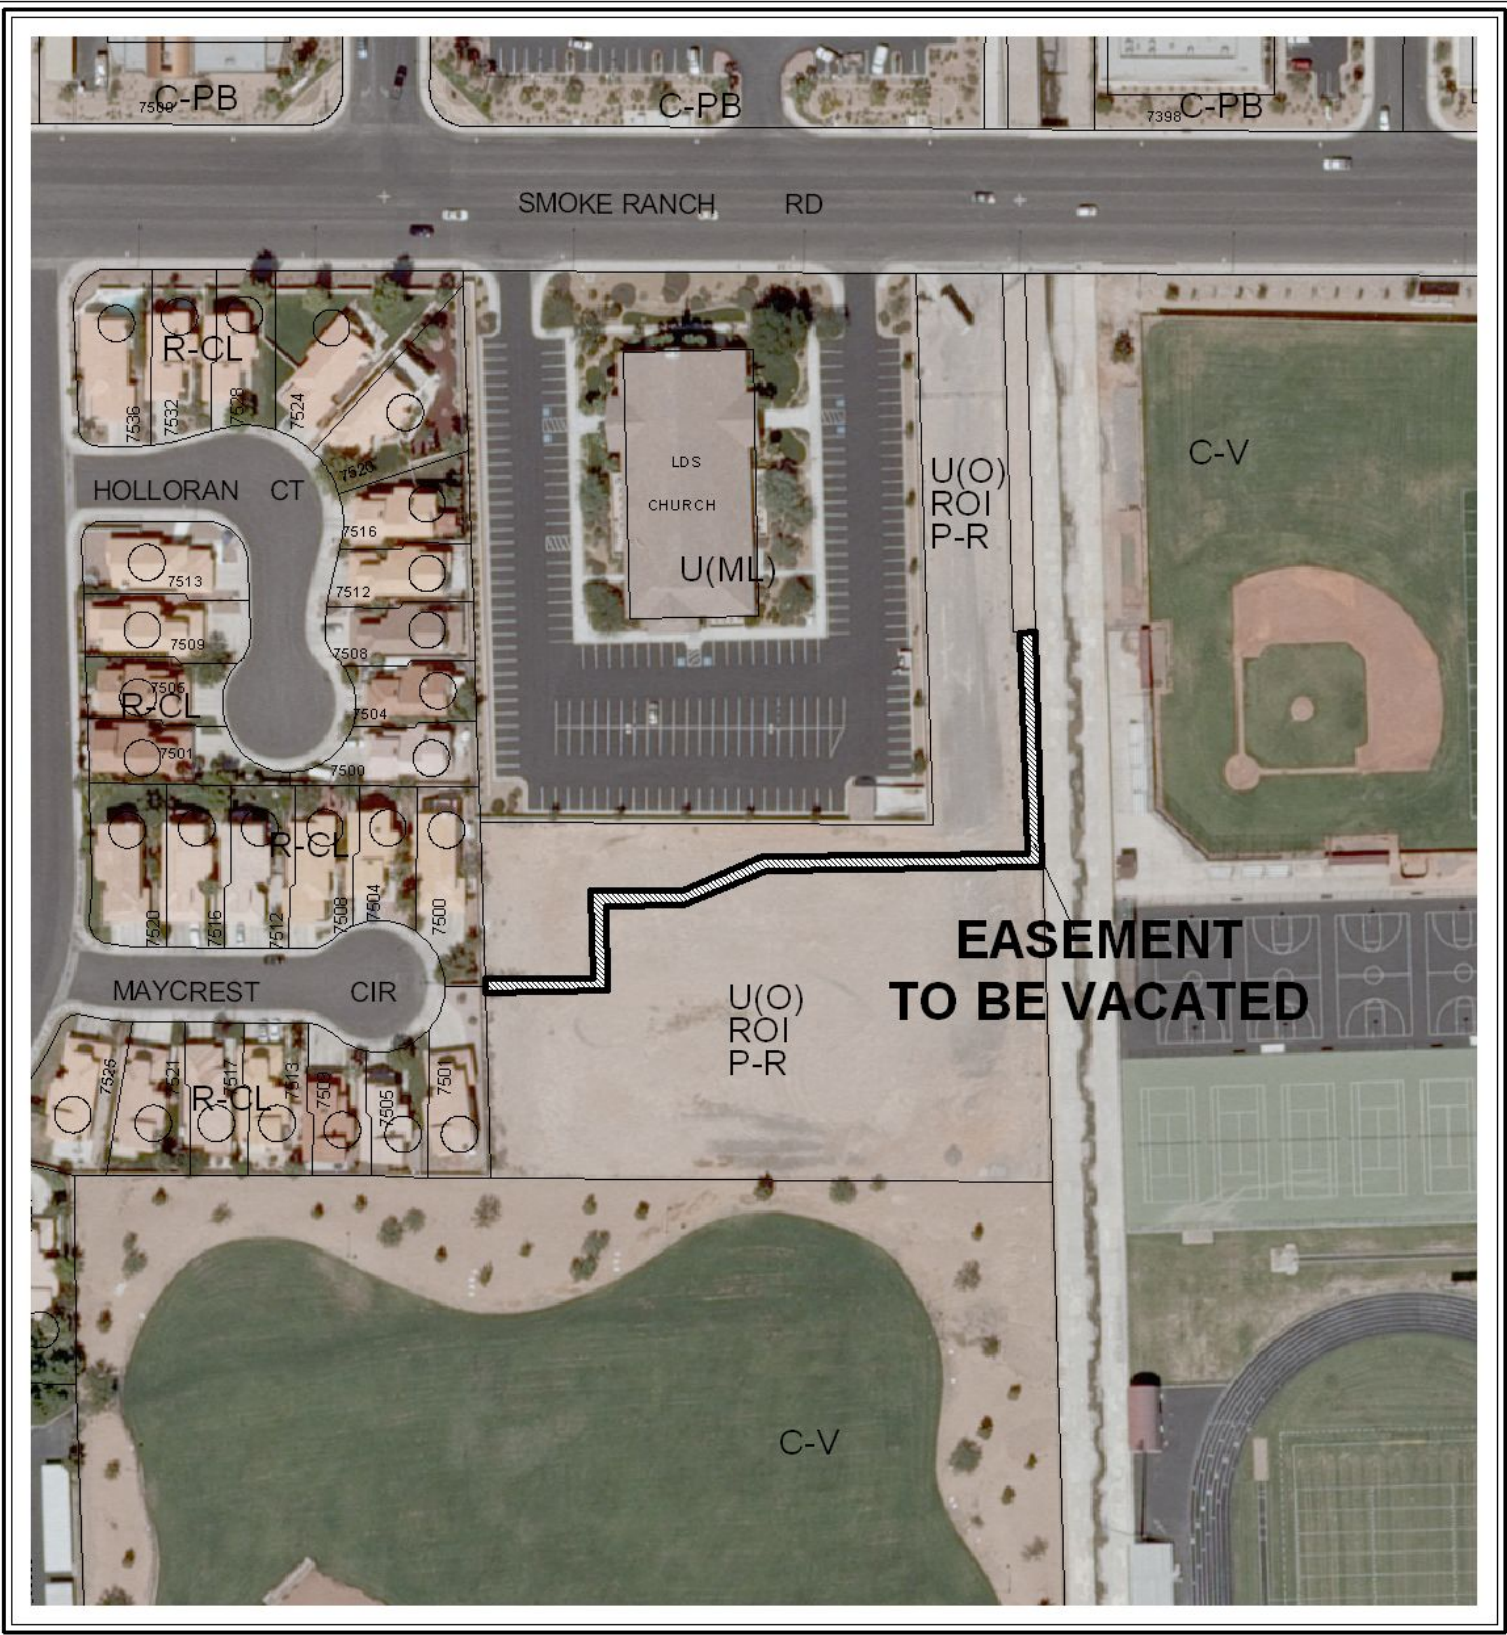 C-PB
7500
C-PB
C-PB
7398
SMOKE RANCH RD
R-CL
7536
7532
7528
7524
7520
HOLLORAN CT
7516
7513
7512
7509
7508
7505
R-CL
7504
7501
7500
LDS
CHURCH
U(ML)
U(O)
ROI
P-R
C-V
R-CL
7520
7516
7512
7508
7504
7500
MAYCREST CIR
EASEMENT
TO BE VACATED
U(O)
ROI
P-R
7525
7521
7517
7513
7509
7505
7501
R-CL
C-V